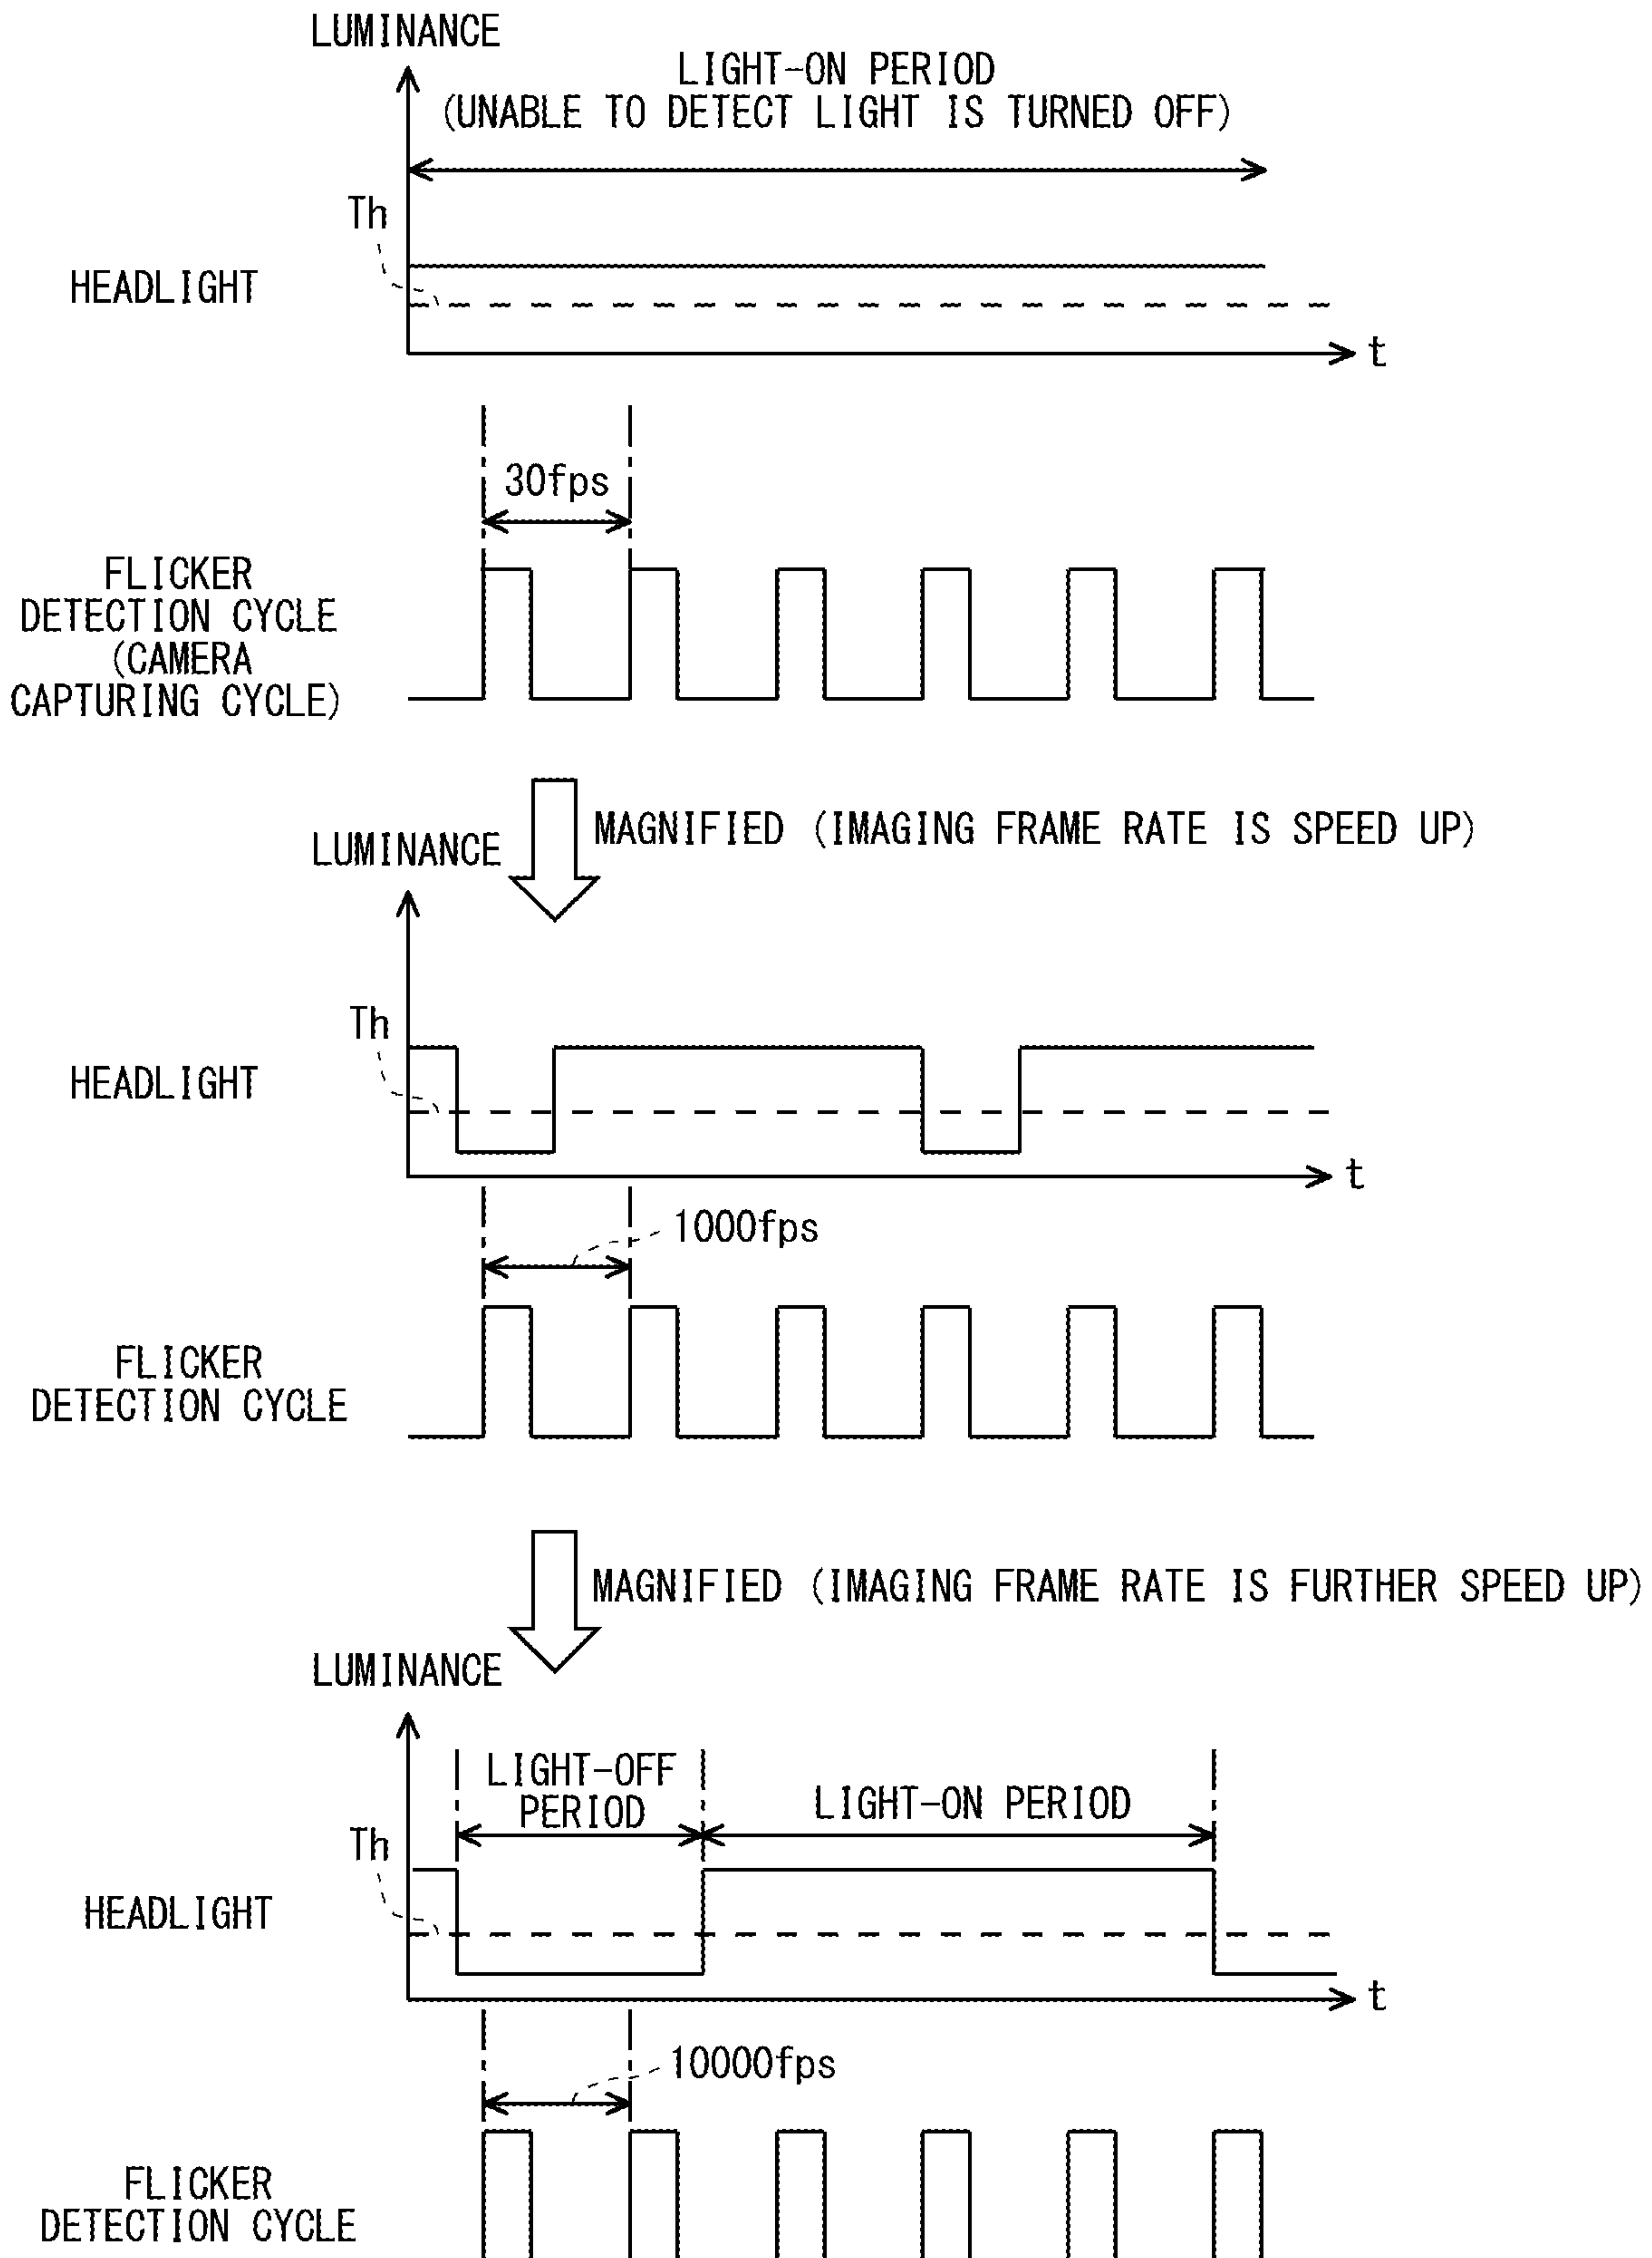 LUMINANCE
LIGHT-ON PERIOD
(UNABLE TO DETECT LIGHT IS TURNED OFF)
Th
HEADLIGHT
t
30fps
FLICKER
DETECTION CYCLE
(CAMERA
CAPTURING CYCLE)
MAGNIFIED (IMAGING FRAME RATE IS SPEED UP)
LUMINANCE
Th
HEADLIGHT
t
1000fps
FLICKER
DETECTION CYCLE
MAGNIFIED (IMAGING FRAME RATE IS FURTHER SPEED UP)
LUMINANCE
LIGHT-OFF
PERIOD
LIGHT-ON PERIOD
Th
HEADLIGHT
t
10000fps
FLICKER
DETECTION CYCLE